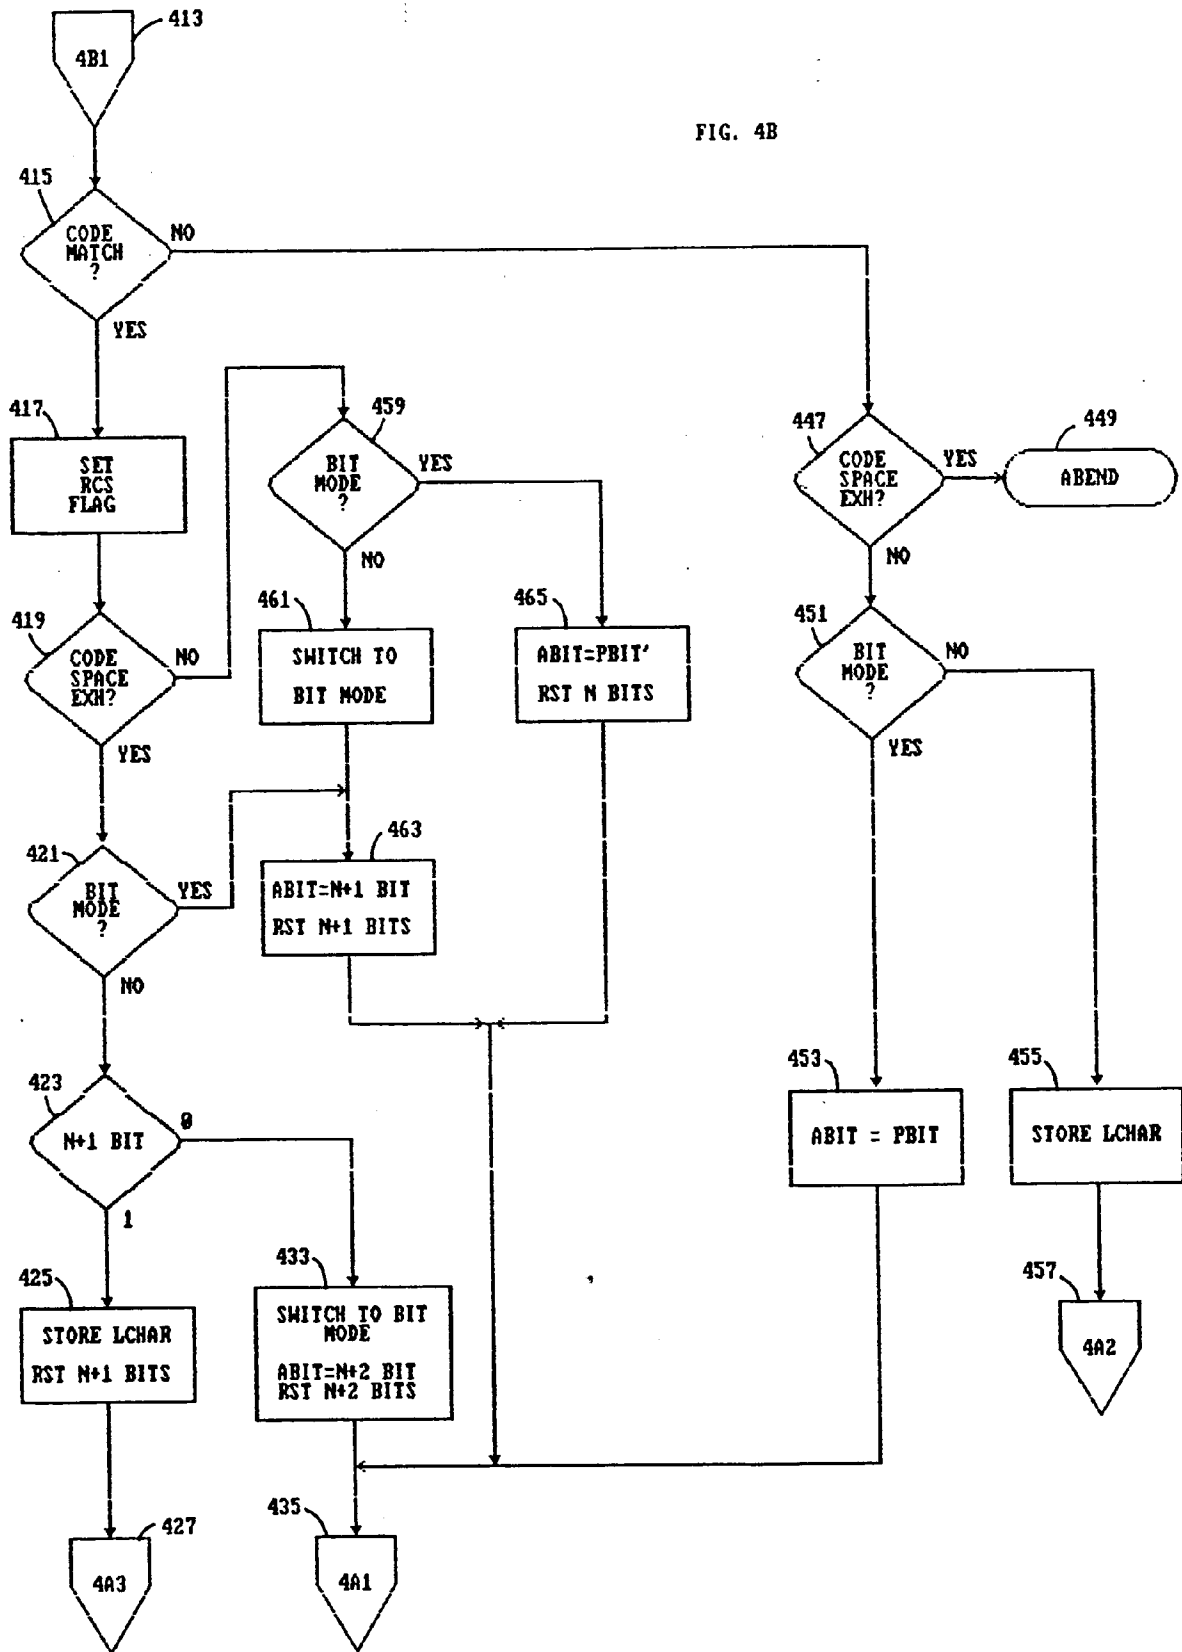 413
4B1
FIG. 4B
415
CODE
MATCH
?
NO
YES
417
SET
RCS
FLAG
459
BIT
MODE
?
YES
NO
447
CODE
SPACE
EXH?
YES
NO
449
ABEND
419
CODE
SPACE
EXH?
NO
YES
461
SWITCH TO
BIT MODE
465
ABIT=PBIT'
RST N BITS
451
BIT
MODE
?
NO
YES
421
BIT
MODE
?
YES
NO
463
ABIT=N+1 BIT
RST N+1 BITS
423
N+1 BIT
0
1
453
ABIT = PBIT
455
STORE LCHAR
425
STORE LCHAR
RST N+1 BITS
433
SWITCH TO BIT
MODE
ABIT=N+2 BIT
RST N+2 BITS
457
4A2
427
4A3
435
4A1